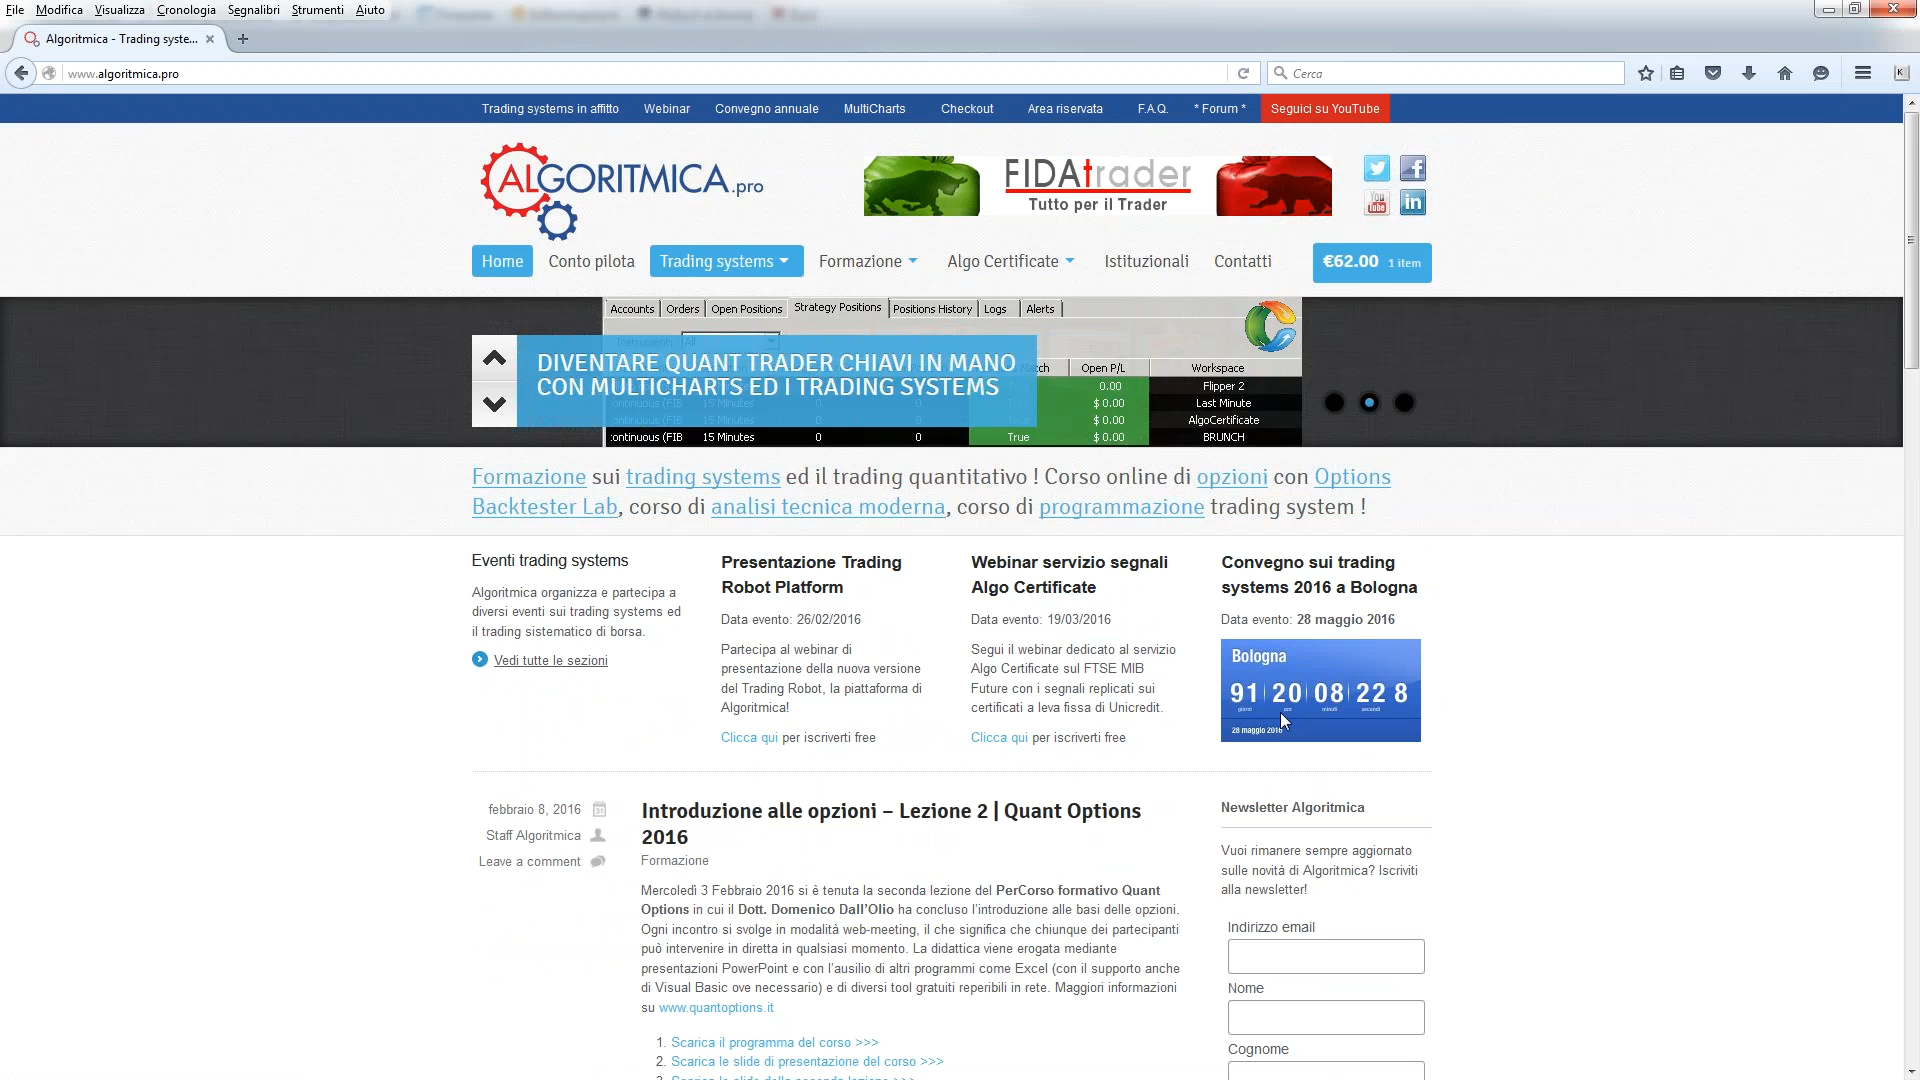 File Modifica Visualizza Cronologia Segnalibri Strumenti Aiuto
Algoritmica - Trading syste...
www.algoritmica.pro
Cerca
Trading systems in affitto Webinar Convegno annuale MultiCharts Checkout Area riservata F.A.Q. * Forum * Seguici su YouTube
ALGORITMICA.pro
FIDAtrader
Tutto per il Trader
Home Conto pilota Trading systems Formazione Algo Certificate Istituzionali Contatti €62.00 1 item
Accounts Orders Open Positions Strategy Positions Positions History Logs Alerts
DIVENTARE QUANT TRADER CHIAVI IN MANO
CON MULTICHARTS ED I TRADING SYSTEMS
Open P/L Workspace
0.00 Flipper 2
$ 0.00 Last Minute
$ 0.00 AlgoCertificate
:ontinuous (FIB 15 Minutes 0 0 True $ 0.00 BRUNCH
Formazione sui trading systems ed il trading quantitativo ! Corso online di opzioni con Options
Backtester Lab, corso di analisi tecnica moderna, corso di programmazione trading system !
Eventi trading systems
Algoritmica organizza e partecipa a
diversi eventi sui trading systems ed
il trading sistematico di borsa.
Vedi tutte le sezioni
Presentazione Trading
Robot Platform
Data evento: 26/02/2016
Partecipa al webinar di
presentazione della nuova versione
del Trading Robot, la piattaforma di
Algoritmica!
Clicca qui per iscriverti free
Webinar servizio segnali
Algo Certificate
Data evento: 19/03/2016
Segui il webinar dedicato al servizio
Algo Certificate sul FTSE MIB
Future con i segnali replicati sui
certificati a leva fissa di Unicredit.
Clicca qui per iscriverti free
Convegno sui trading
systems 2016 a Bologna
Data evento: 28 maggio 2016
Bologna
91 20 08 22 8
giorni ore minuti secondi
28 maggio 2016
febbraio 8, 2016
Staff Algoritmica
Leave a comment
Introduzione alle opzioni – Lezione 2 | Quant Options
2016
Formazione
Mercoledì 3 Febbraio 2016 si è tenuta la seconda lezione del PerCorso formativo Quant
Options in cui il Dott. Domenico Dall'Olio ha concluso l'introduzione alle basi delle opzioni.
Ogni incontro si svolge in modalità web-meeting, il che significa che chiunque dei partecipanti
può intervenire in diretta in qualsiasi momento. La didattica viene erogata mediante
presentazioni PowerPoint e con l'ausilio di altri programmi come Excel (con il supporto anche
di Visual Basic ove necessario) e di diversi tool gratuiti reperibili in rete. Maggiori informazioni
su www.quantoptions.it
1. Scarica il programma del corso >>>
2. Scarica le slide di presentazione del corso >>>
Newsletter Algoritmica
Vuoi rimanere sempre aggiornato
sulle novità di Algoritmica? Iscriviti
alla newsletter!
Indirizzo email
Nome
Cognome